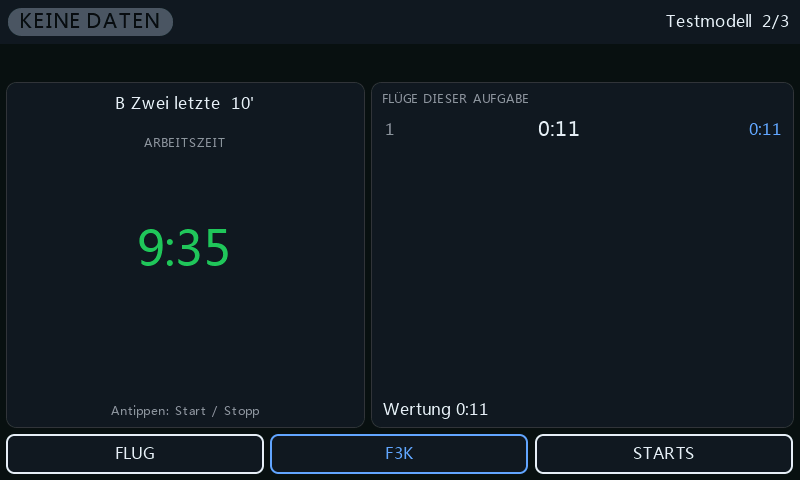 KEINE DATEN
Testmodell 2/3
B Zwei letzte 10'
ARBEITSZEIT
9:35
Antippen: Start / Stopp
FLÜGE DIESER AUFGABE
1 0:11 0:11
Wertung 0:11
FLUG
F3K
STARTS